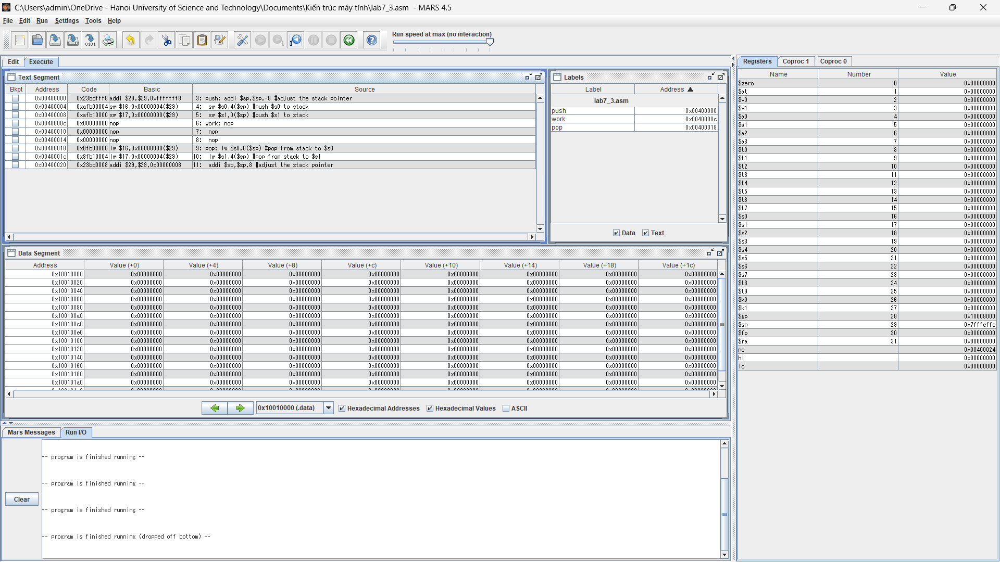 C:\Users\admin\OneDrive - Hanoi University of Science and Technology\Documents\Kiến trúc máy tính\lab7_3.asm - MARS 4.5
File Edit Run Settings Tools Help
Run speed at max (no interaction)
Edit Execute
Text Segment
Bkpt Address Code Basic Source
0x00400000 0x23bdfff8 addi $29,$29,0xfffffff8 3: push: addi $sp,$sp,-8 #adjust the stack pointer
0x00400004 0xafb00004 sw $16,0x00000004($29) 4: sw $s0,4($sp) #push $s0 to stack
0x00400008 0xafb10000 sw $17,0x00000000($29) 5: sw $s1,0($sp) #push $s1 to stack
0x0040000c 0x00000000 nop 6: work: nop
0x00400010 0x00000000 nop 7: nop
0x00400014 0x00000000 nop 8: nop
0x00400018 0x8fb00000 lw $16,0x00000000($29) 9: pop: lw $s0,0($sp) #pop from stack to $s0
0x0040001c 0x8fb10004 lw $17,0x00000004($29) 10: lw $s1,4($sp) #pop from stack to $s1
0x00400020 0x23bd0008 addi $29,$29,0x00000008 11: addi $sp,$sp,8 #adjust the stack pointer
Labels
Label Address ▲
lab7_3.asm
push 0x00400000
work 0x0040000c
pop 0x00400018
Data Text
Data Segment
Address Value (+0) Value (+4) Value (+8) Value (+c) Value (+10) Value (+14) Value (+18) Value (+1c)
0x10010000 0x00000000 0x00000000 0x00000000 0x00000000 0x00000000 0x00000000 0x00000000 0x00000000
0x10010020 0x00000000 0x00000000 0x00000000 0x00000000 0x00000000 0x00000000 0x00000000 0x00000000
0x10010040 0x00000000 0x00000000 0x00000000 0x00000000 0x00000000 0x00000000 0x00000000 0x00000000
0x10010060 0x00000000 0x00000000 0x00000000 0x00000000 0x00000000 0x00000000 0x00000000 0x00000000
0x10010080 0x00000000 0x00000000 0x00000000 0x00000000 0x00000000 0x00000000 0x00000000 0x00000000
0x100100a0 0x00000000 0x00000000 0x00000000 0x00000000 0x00000000 0x00000000 0x00000000 0x00000000
0x100100c0 0x00000000 0x00000000 0x00000000 0x00000000 0x00000000 0x00000000 0x00000000 0x00000000
0x100100e0 0x00000000 0x00000000 0x00000000 0x00000000 0x00000000 0x00000000 0x00000000 0x00000000
0x10010100 0x00000000 0x00000000 0x00000000 0x00000000 0x00000000 0x00000000 0x00000000 0x00000000
0x10010120 0x00000000 0x00000000 0x00000000 0x00000000 0x00000000 0x00000000 0x00000000 0x00000000
0x10010140 0x00000000 0x00000000 0x00000000 0x00000000 0x00000000 0x00000000 0x00000000 0x00000000
0x10010160 0x00000000 0x00000000 0x00000000 0x00000000 0x00000000 0x00000000 0x00000000 0x00000000
0x10010180 0x00000000 0x00000000 0x00000000 0x00000000 0x00000000 0x00000000 0x00000000 0x00000000
0x100101a0 0x00000000 0x00000000 0x00000000 0x00000000 0x00000000 0x00000000 0x00000000 0x00000000
0x10010000 (.data) Hexadecimal Addresses Hexadecimal Values ASCII
Mars Messages Run I/O
-- program is finished running --
-- program is finished running --
-- program is finished running --
-- program is finished running (dropped off bottom) --
Clear
Registers Coproc 1 Coproc 0
Name Number Value
$zero 0 0x00000000
$at 1 0x00000000
$v0 2 0x00000000
$v1 3 0x00000000
$a0 4 0x00000000
$a1 5 0x00000000
$a2 6 0x00000000
$a3 7 0x00000000
$t0 8 0x00000000
$t1 9 0x00000000
$t2 10 0x00000000
$t3 11 0x00000000
$t4 12 0x00000000
$t5 13 0x00000000
$t6 14 0x00000000
$t7 15 0x00000000
$s0 16 0x00000000
$s1 17 0x00000000
$s2 18 0x00000000
$s3 19 0x00000000
$s4 20 0x00000000
$s5 21 0x00000000
$s6 22 0x00000000
$s7 23 0x00000000
$t8 24 0x00000000
$t9 25 0x00000000
$k0 26 0x00000000
$k1 27 0x00000000
$gp 28 0x10008000
$sp 29 0x7fffeffc
$fp 30 0x00000000
$ra 31 0x00000000
pc 0x00400024
hi 0x00000000
lo 0x00000000